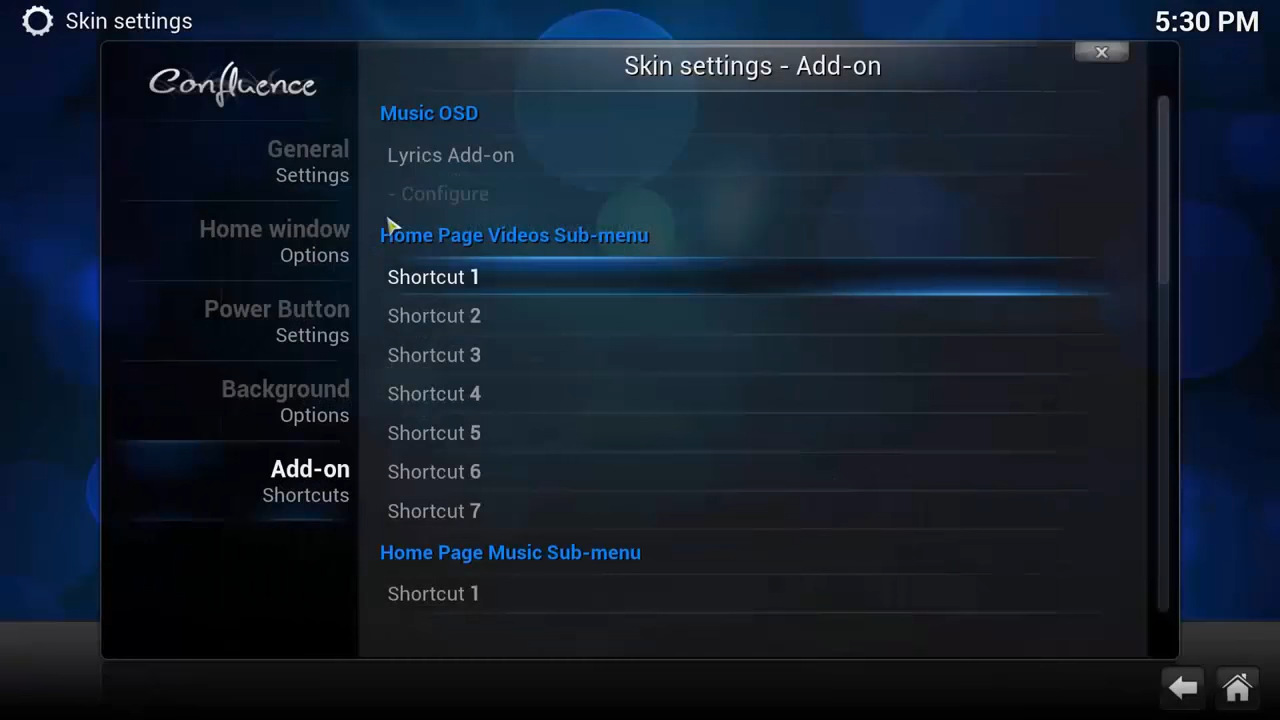 Skin settings
5:30 PM
Confluence
Skin settings - Add-on
General
Settings
Home window
Options
Power Button
Settings
Background
Options
Add-on
Shortcuts
Music OSD
Lyrics Add-on
- Configure
Home Page Videos Sub-menu
Shortcut 1
Shortcut 2
Shortcut 3
Shortcut 4
Shortcut 5
Shortcut 6
Shortcut 7
Home Page Music Sub-menu
Shortcut 1